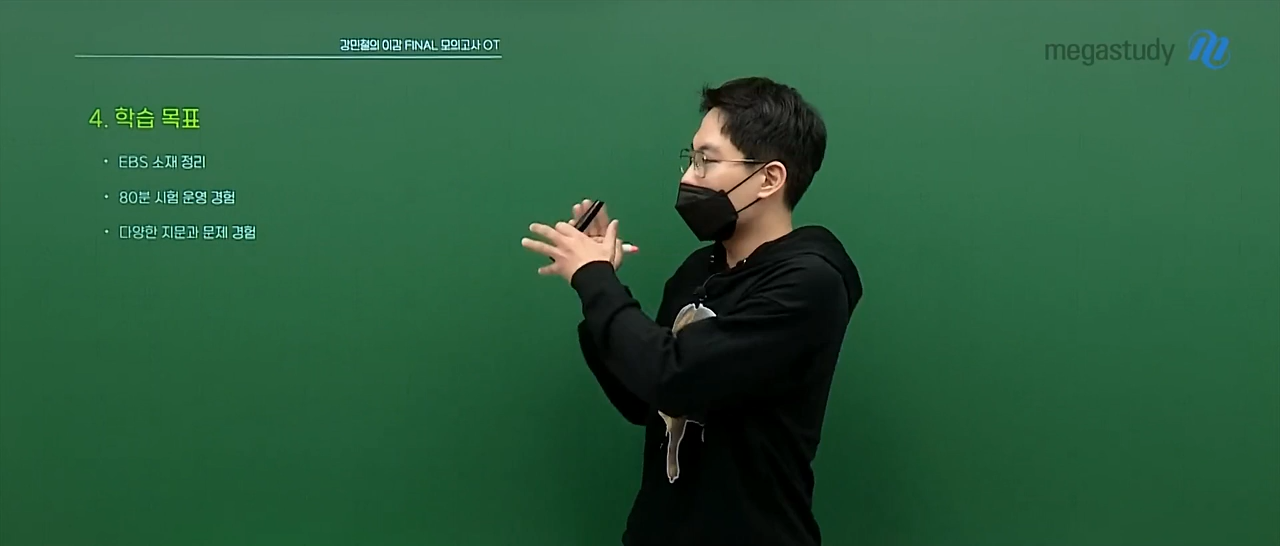 강민철의 이감 FINAL 모의고사 OT
megastudy
4. 학습 목표
• EBS 소재 정리
• 80분 시험 운영 경험
• 다양한 지문과 문제 경험